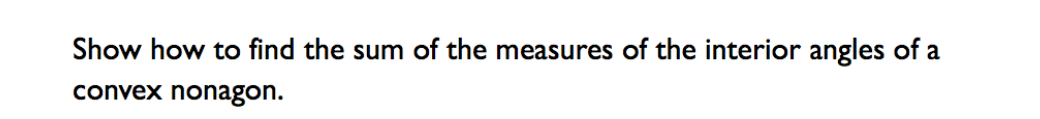 Show how to find the sum of the measures of the interior angles of a
convex nonagon.